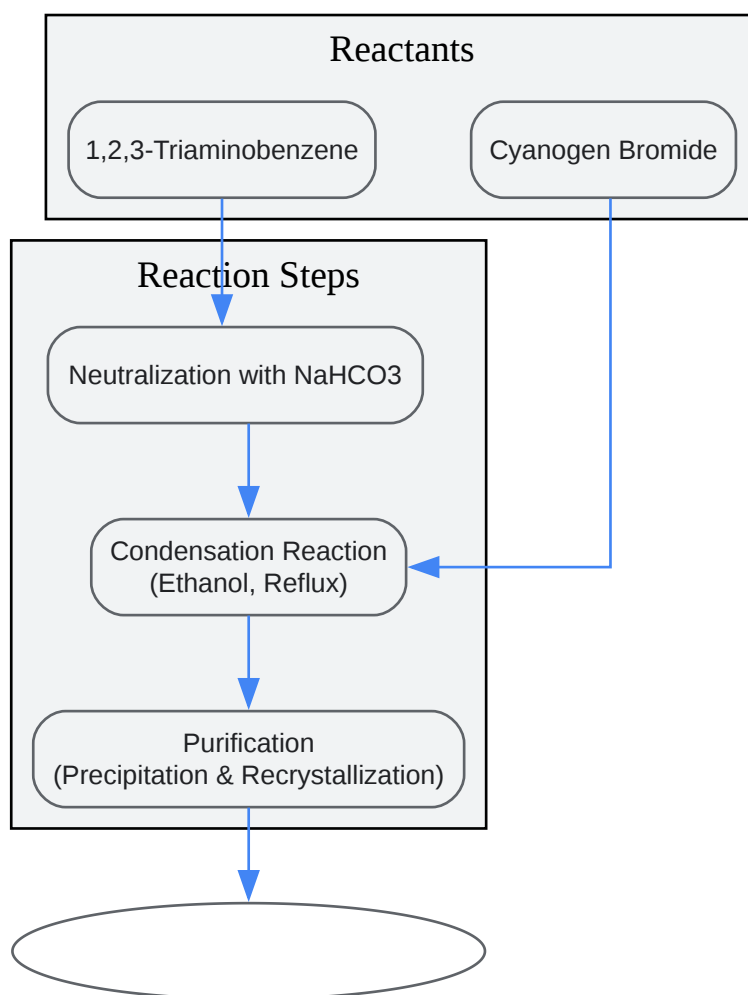 Reactants
1,2,3-Triaminobenzene
Cyanogen Bromide
Reaction Steps
Neutralization with NaHCO3
Condensation Reaction
(Ethanol, Reflux)
Purification
(Precipitation & Recrystallization)